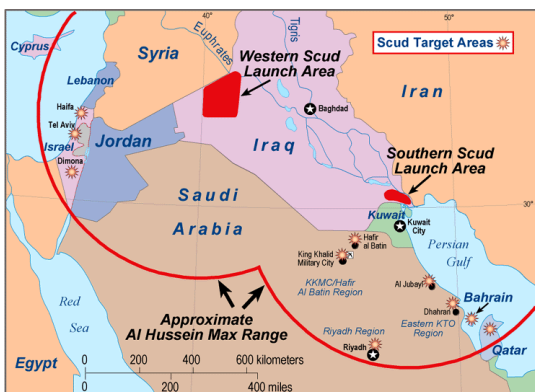 40°
50°
Cyprus
Syria
Euphrates
Tigris
Scud Target Areas
Western Scud
Launch Area
Lebanon
Iran
Haifa
Baghdad
Tel Aviv
Israel
Jordan
Iraq
Southern Scud
Launch Area
Dimona
Saudi
Arabia
30°
Kuwait
Kuwait
City
Hafir
al Batin
King Khalid
Military City
Persian
Gulf
KKMC/Hafir
Al Batin Region
Al Jubayl
Bahrain
Dhahran
Red
Sea
Approximate
Al Hussein Max Range
Riyadh Region
Eastern KTO
Region
Riyadh
Qatar
Egypt
0 200 400 600 kilometers
0 200 400 miles